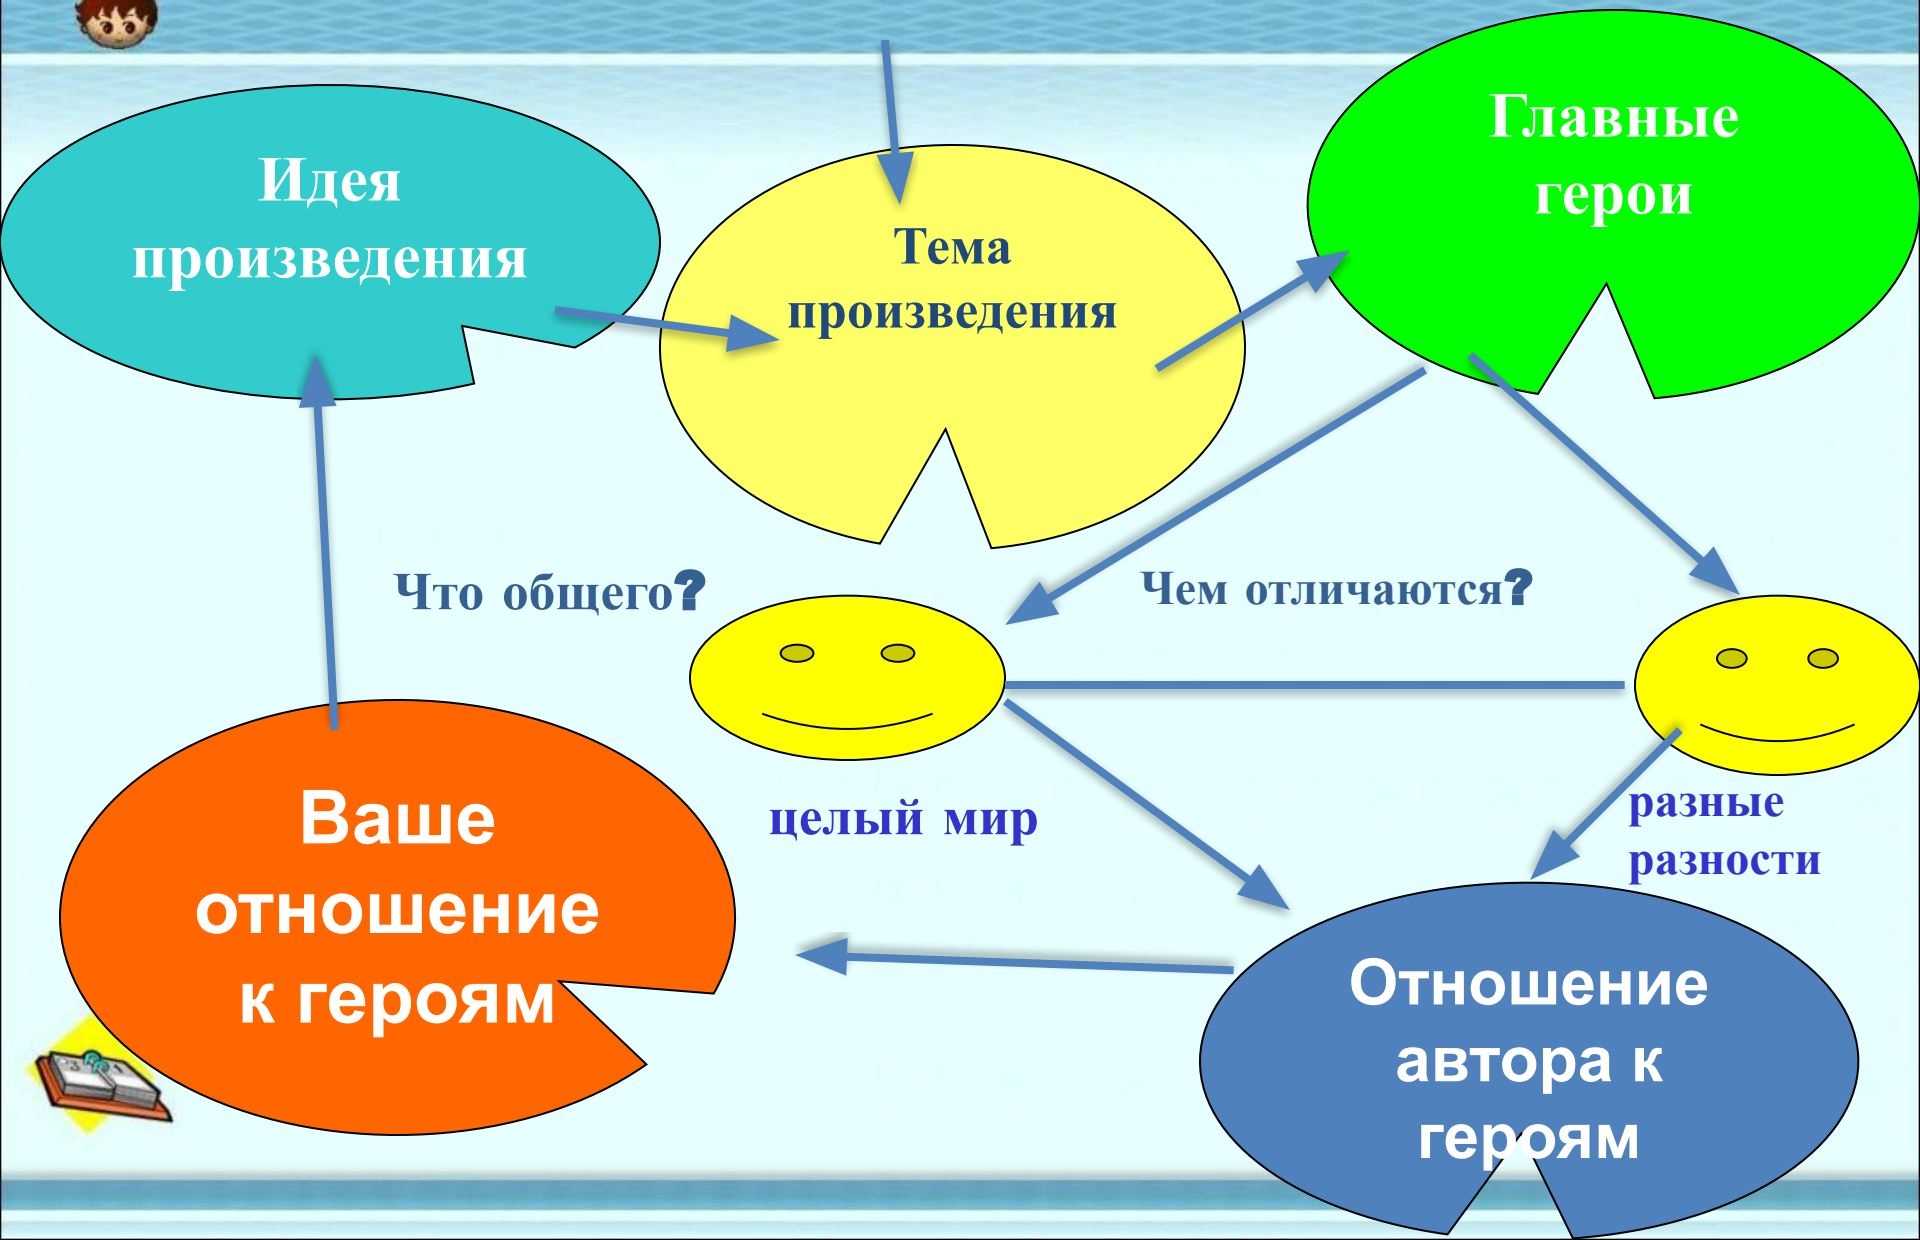 Идея
произведения
Тема
произведения
Главные
герои
Что общего?
Чем отличаются?
целый мир
разные
разности
Ваше
отношение
к героям
Отношение
автора к
героям